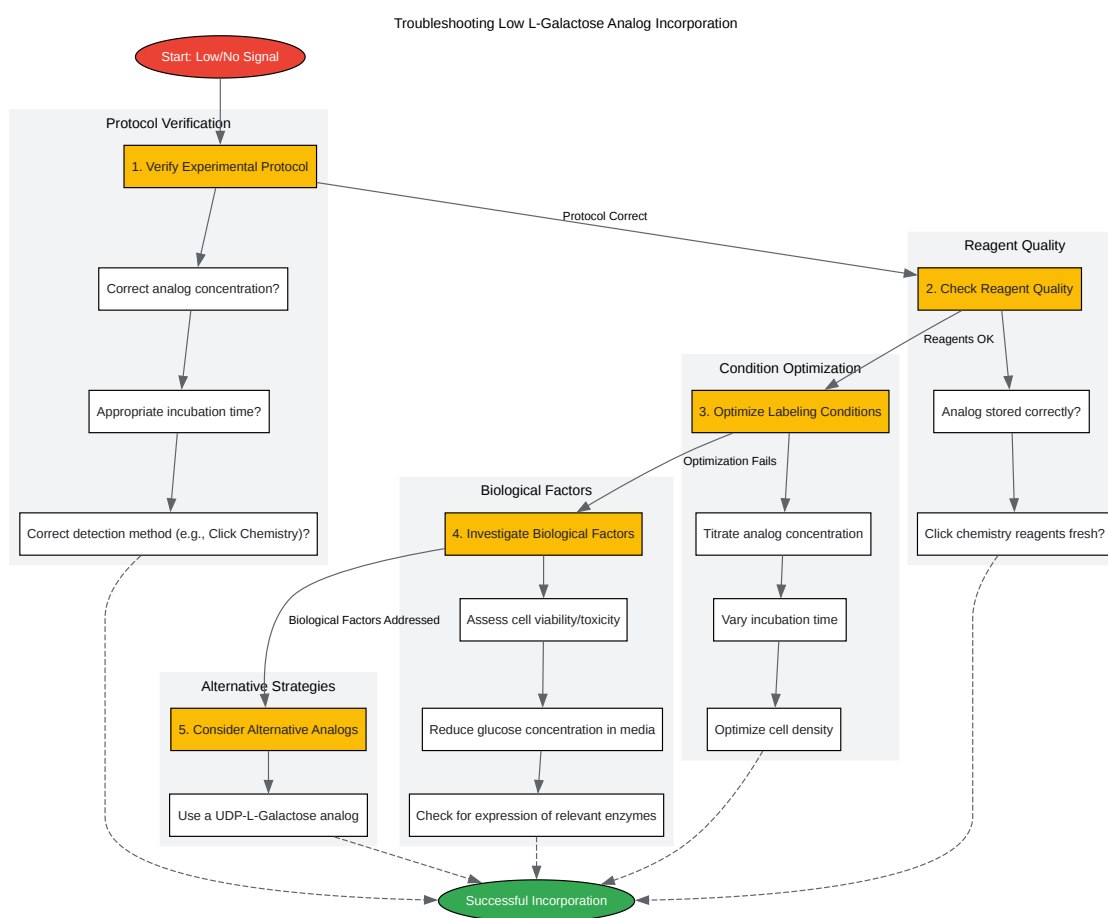 Troubleshooting Low L-Galactose Analog Incorporation
Start: Low/No Signal
Protocol Verification
1. Verify Experimental Protocol
Protocol Correct
Correct analog concentration?
Appropriate incubation time?
Correct detection method (e.g., Click Chemistry)?
Reagent Quality
2. Check Reagent Quality
Reagents OK
Analog stored correctly?
Click chemistry reagents fresh?
Condition Optimization
3. Optimize Labeling Conditions
Optimization Fails
Titrate analog concentration
Vary incubation time
Optimize cell density
Biological Factors
4. Investigate Biological Factors
Biological Factors Addressed
Assess cell viability/toxicity
Reduce glucose concentration in media
Check for expression of relevant enzymes
Alternative Strategies
5. Consider Alternative Analogs
Use a UDP-L-Galactose analog
Successful Incorporation